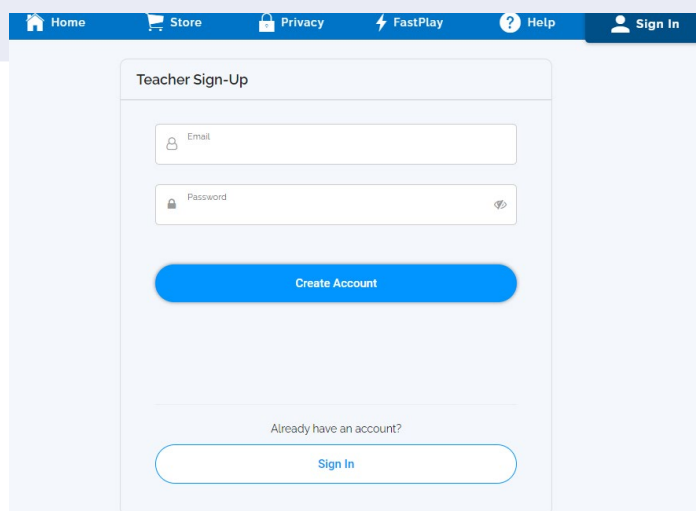 Home Store Privacy FastPlay ? Help Sign In
Teacher Sign-Up
Email
Password
Create Account
Already have an account?
Sign In